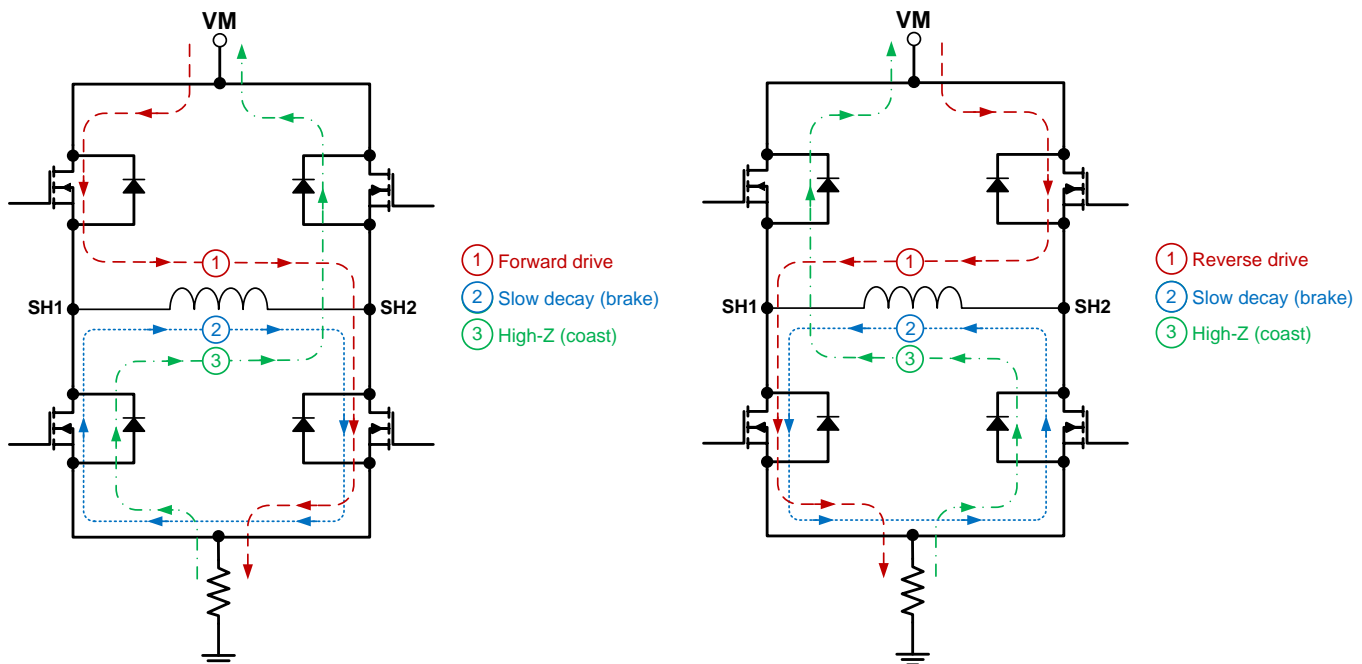 VM
1
SH1
SH2
2
3
1 Forward drive
2 Slow decay (brake)
3 High-Z (coast)
VM
1
SH1
SH2
2
3
1 Reverse drive
2 Slow decay (brake)
3 High-Z (coast)